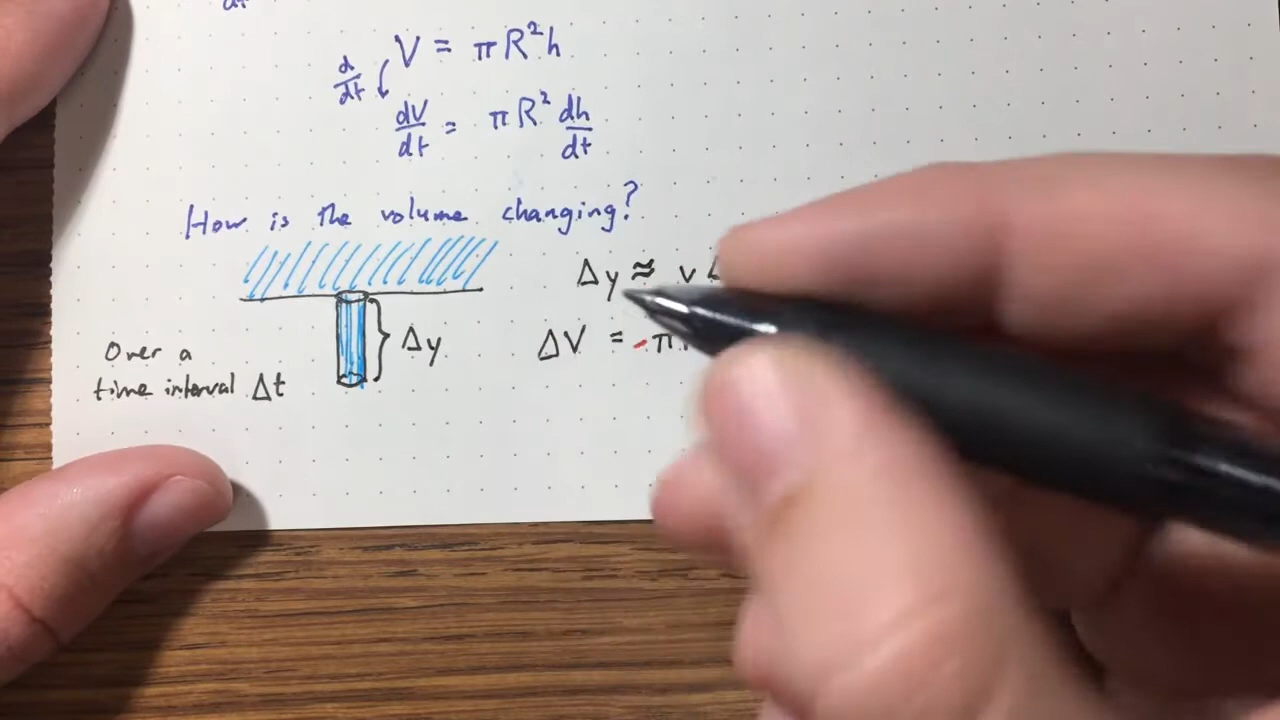 dt
d/dt V = πR²h
dV/dt = πR² dh/dt
How is the volume changing?
Δy ≈ v
Δy
ΔV = -π
Over a
time interval Δt